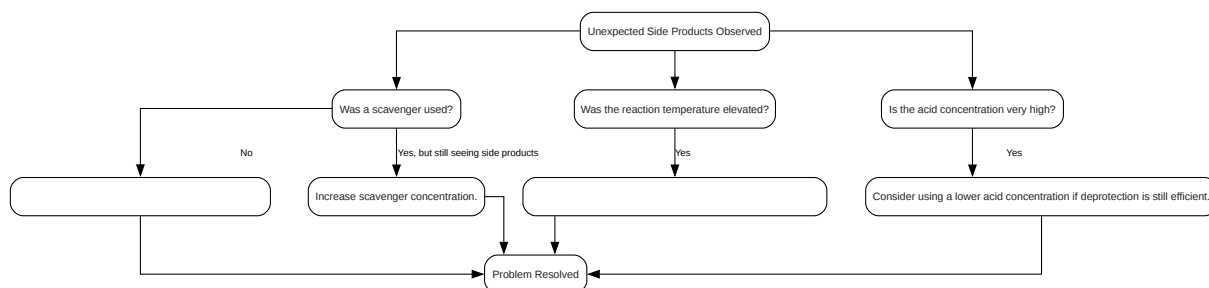 Unexpected Side Products Observed
Was a scavenger used?
Was the reaction temperature elevated?
Is the acid concentration very high?
No
Yes, but still seeing side products
Yes
Yes
Increase scavenger concentration.
Consider using a lower acid concentration if deprotection is still efficient.
Problem Resolved